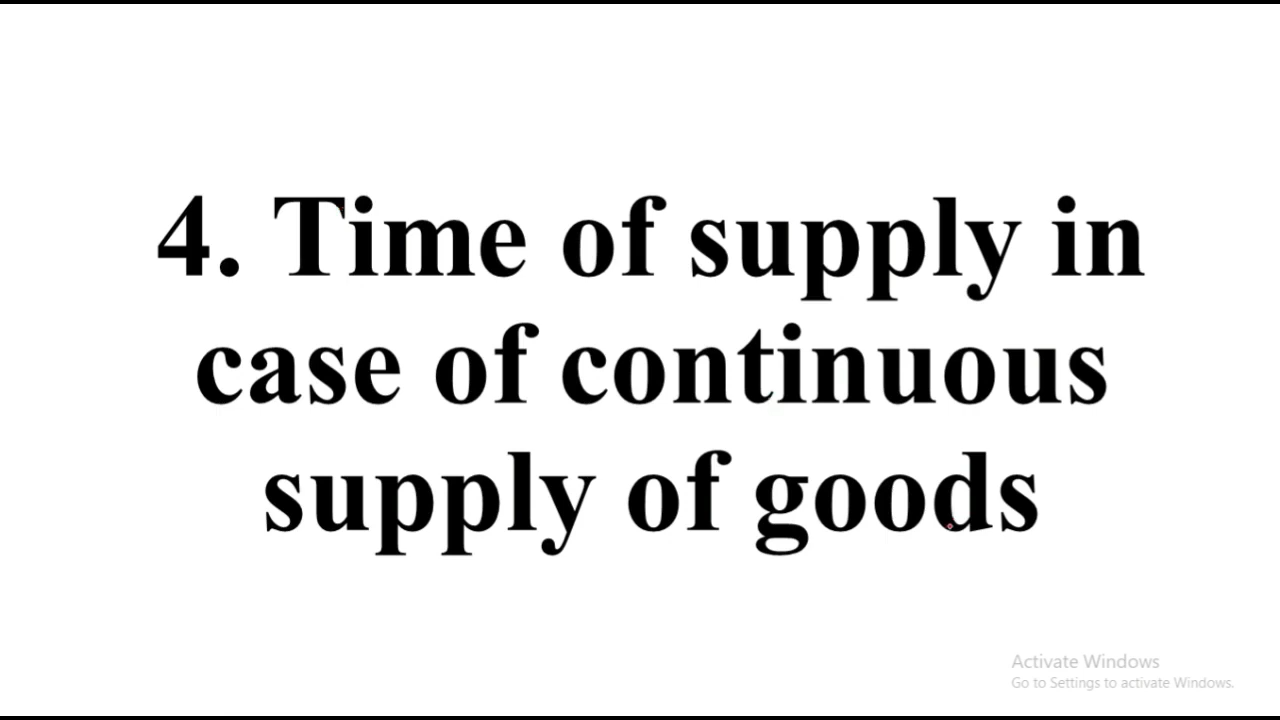 4. Time of supply in
case of continuous
supply of goods
Activate Windows
Go to Settings to activate Windows.